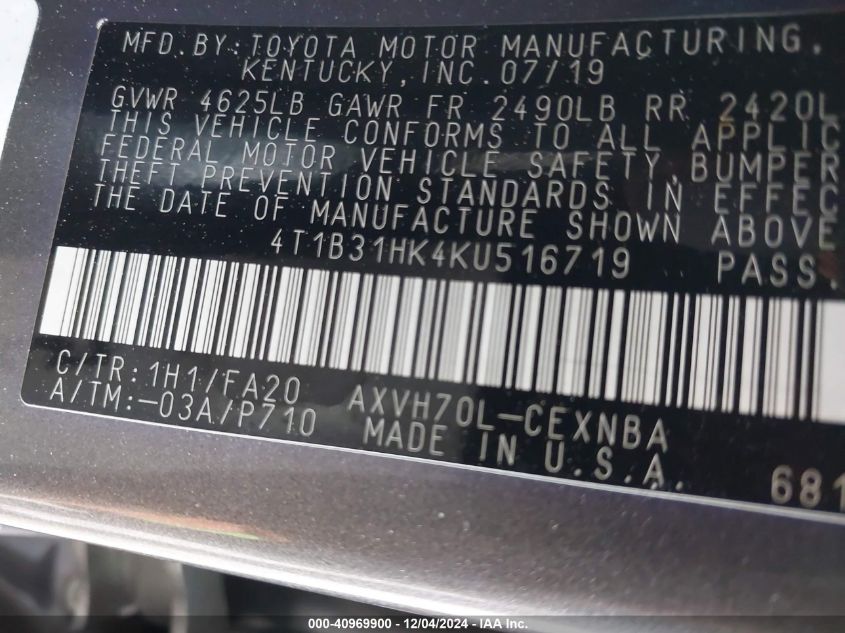 MFD. BY: TOYOTA MOTOR MANUFACTURING,
KENTUCKY, INC. 07/19
GVWR 4625LB GAWR FR 2490LB RR 2420L
THIS VEHICLE CONFORMS TO ALL APPLIC
FEDERAL MOTOR VEHICLE SAFETY, BUMPER
THEFT PREVENTION STANDARDS IN EFFEC
THE DATE OF MANUFACTURE SHOWN ABOVE
4T1B31HK4KU516719 PASS.
C/TR: 1H1/FA20 AXVH70L-CEXNBA
A/TM: -03A/P710 MADE IN U.S.A. 681
000-40969900 - 12/04/2024 - IAA Inc.